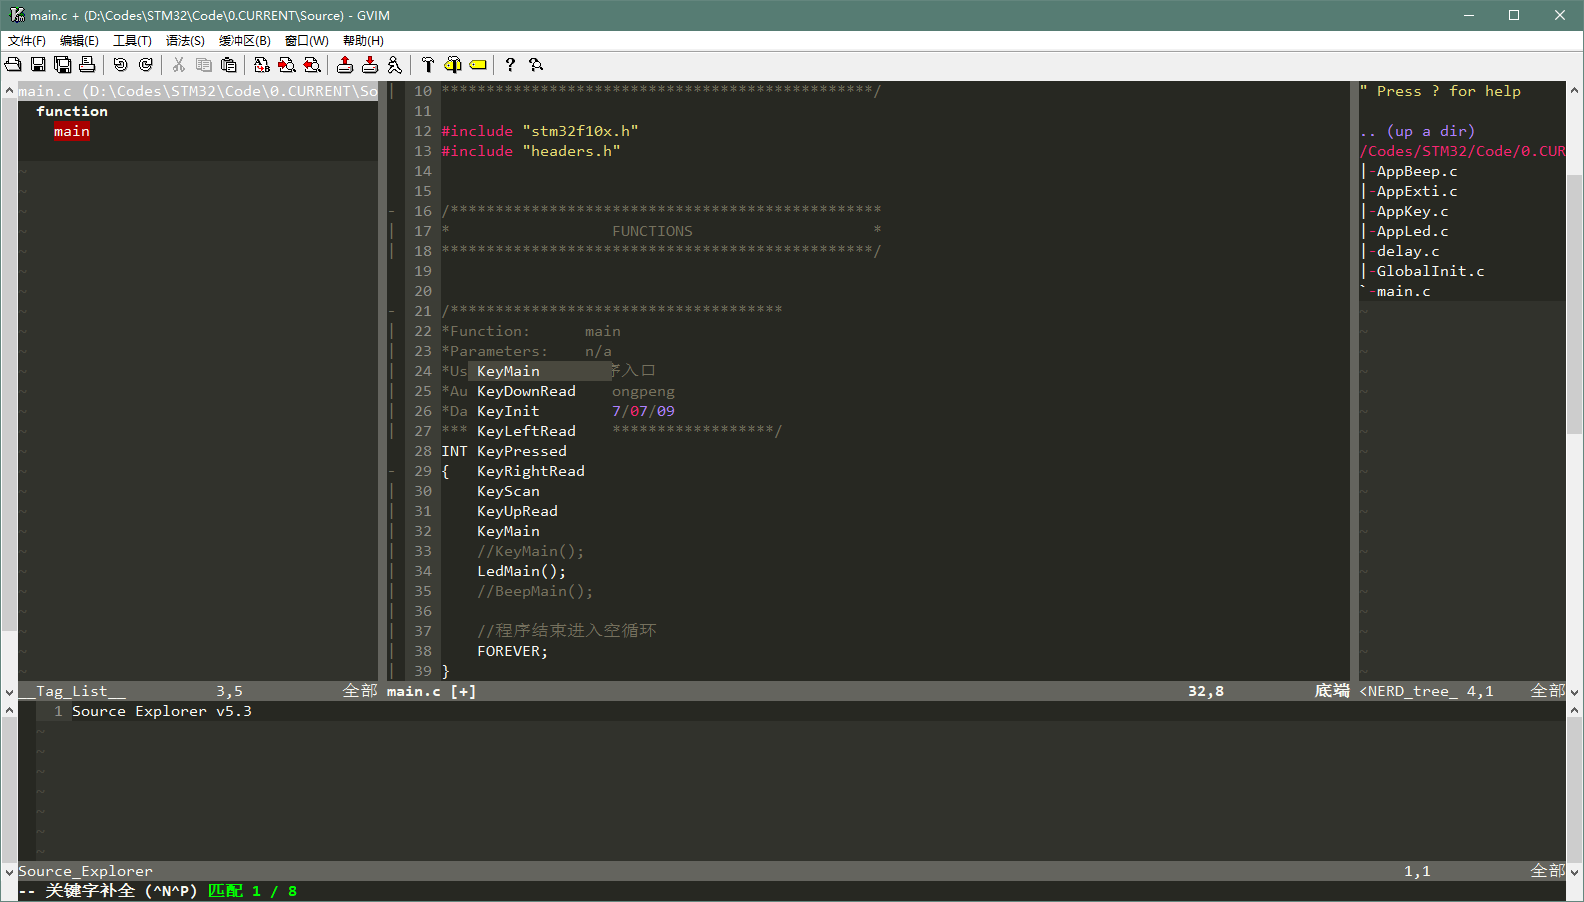 main.c + (D:\Codes\STM32\Code\0.CURRENT\Source) - GVIM
文件(F) 编辑(E) 工具(T) 语法(S) 缓冲区(B) 窗口(W) 帮助(H)
main.c (D:\Codes\STM32\Code\0.CURRENT\So
function
main
10 ************************************************/
11
12 #include "stm32f10x.h"
13 #include "headers.h"
14
15
16 /************************************************
17 * FUNCTIONS *
18 ************************************************/
19
20
21 /*************************************
22 *Function: main
23 *Parameters: n/a
24 *Us KeyMain 入口
25 *Au KeyDownRead ongpeng
26 *Da KeyInit 7/07/09
27 *** KeyLeftRead ******************/
28 INT KeyPressed
29 { KeyRightRead
30 KeyScan
31 KeyUpRead
32 KeyMain
33 //KeyMain();
34 LedMain();
35 //BeepMain();
36
37 //程序结束进入空循环
38 FOREVER;
39 }
" Press ? for help
.. (up a dir)
/Codes/STM32/Code/0.CUR
|-AppBeep.c
|-AppExti.c
|-AppKey.c
|-AppLed.c
|-delay.c
|-GlobalInit.c
`-main.c
__Tag_List__ 3,5 全部 main.c [+] 32,8 底端 <NERD_tree_ 4,1 全部
1 Source Explorer v5.3
Source_Explorer 1,1 全部
-- 关键字补全 (^N^P) 匹配 1 / 8